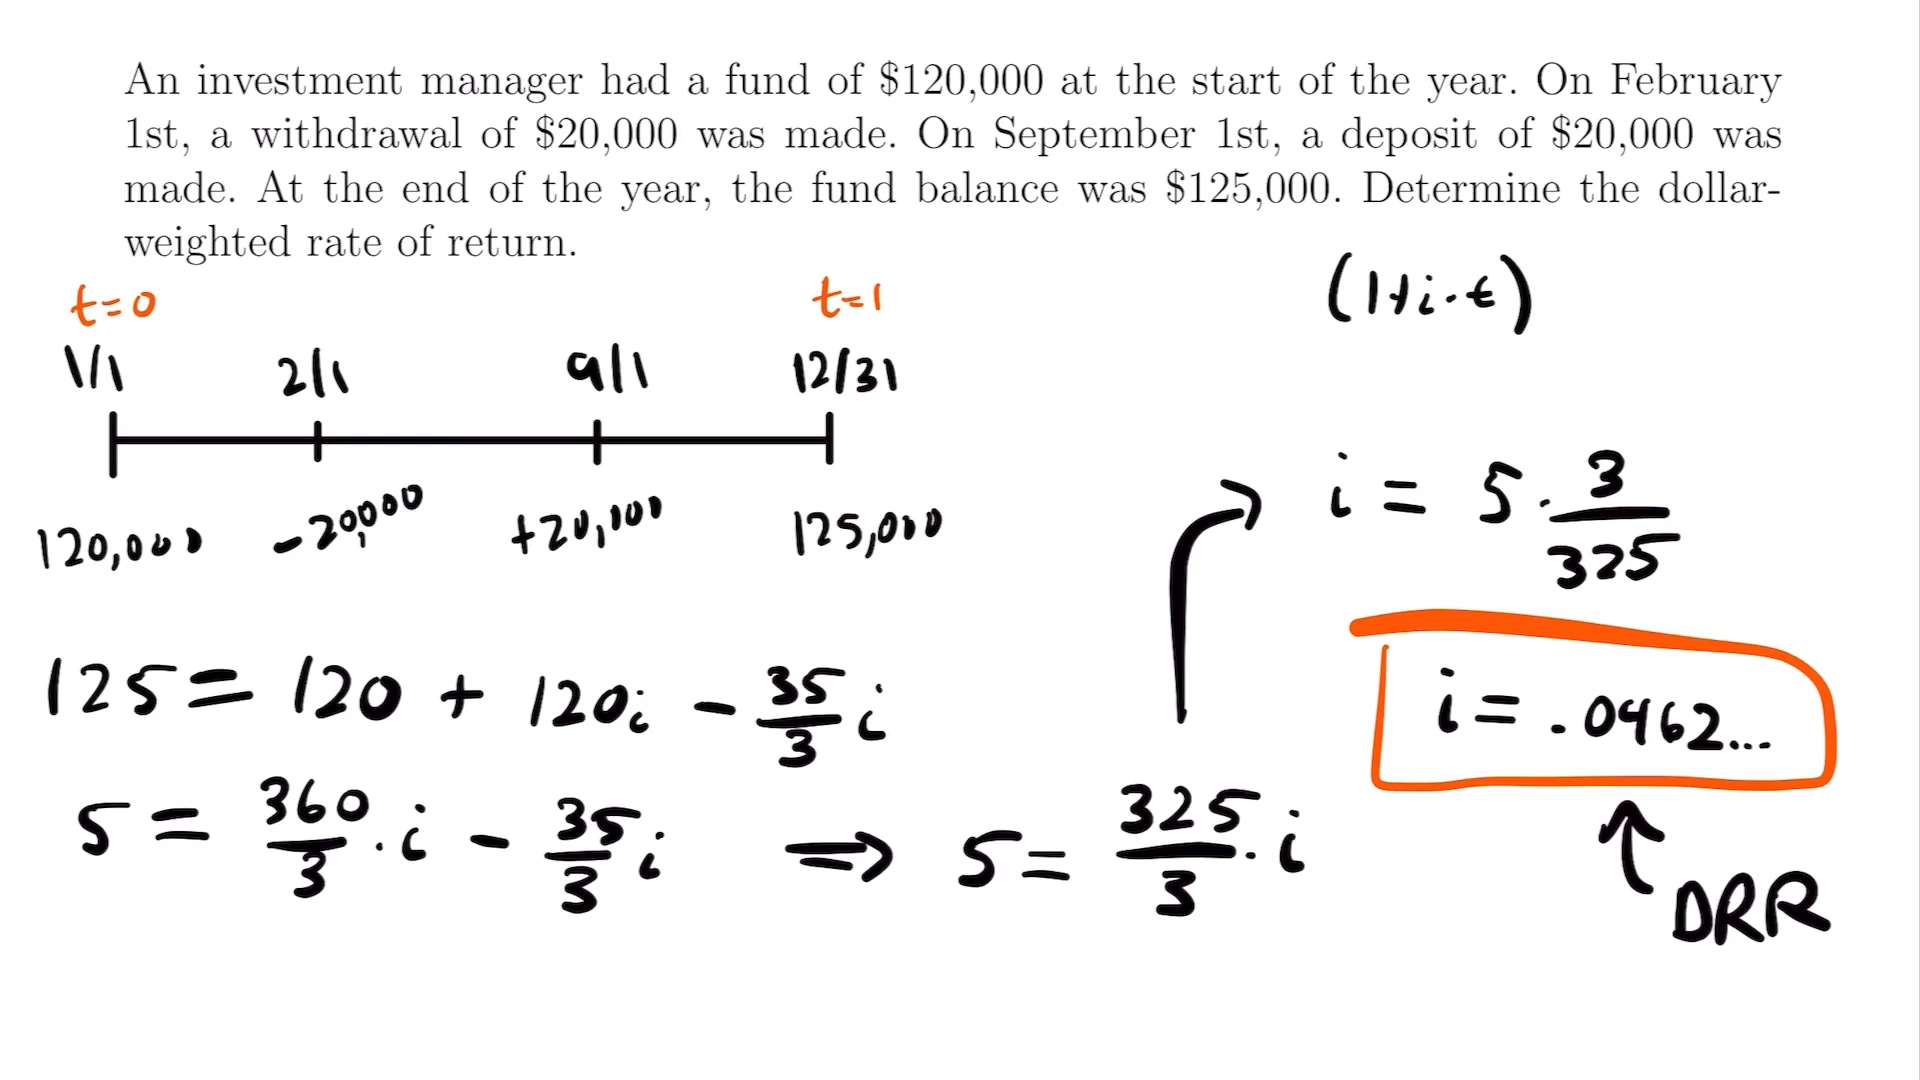 An investment manager had a fund of $120,000 at the start of the year. On February
1st, a withdrawal of $20,000 was made. On September 1st, a deposit of $20,000 was
made. At the end of the year, the fund balance was $125,000. Determine the dollar-
weighted rate of return.
(1+i·t)
t=0 t=1
1/1 2/1 9/1 12/31
120,000 -20,000 +20,000 125,000
i = 5 · 3/325
125 = 120 + 120i - 35/3 i
i = .0462...
5 = 360/3 · i - 35/3 i ⇒ 5 = 325/3 · i
DRR